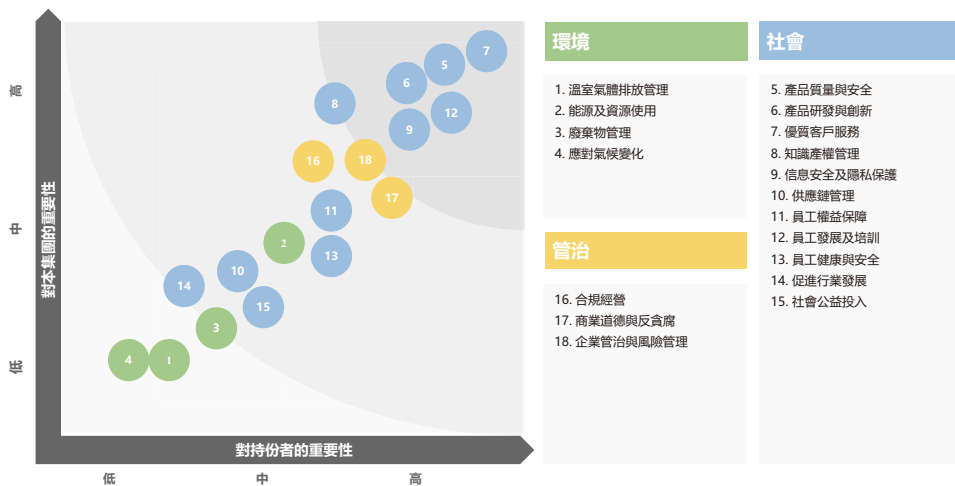 對本集團的重要性
高
中
低
7
5
6
8
12
9
16
18
17
11
2
13
10
14
15
3
4
1
對持份者的重要性
低
中
高
環境
1. 溫室氣體排放管理
2. 能源及資源使用
3. 廢棄物管理
4. 應對氣候變化
管治
16. 合規經營
17. 商業道德與反貪腐
18. 企業管治與風險管理
社會
5. 產品質量與安全
6. 產品研發與創新
7. 優質客戶服務
8. 知識產權管理
9. 信息安全及隱私保護
10. 供應鏈管理
11. 員工權益保障
12. 員工發展及培訓
13. 員工健康與安全
14. 促進行業發展
15. 社會公益投入